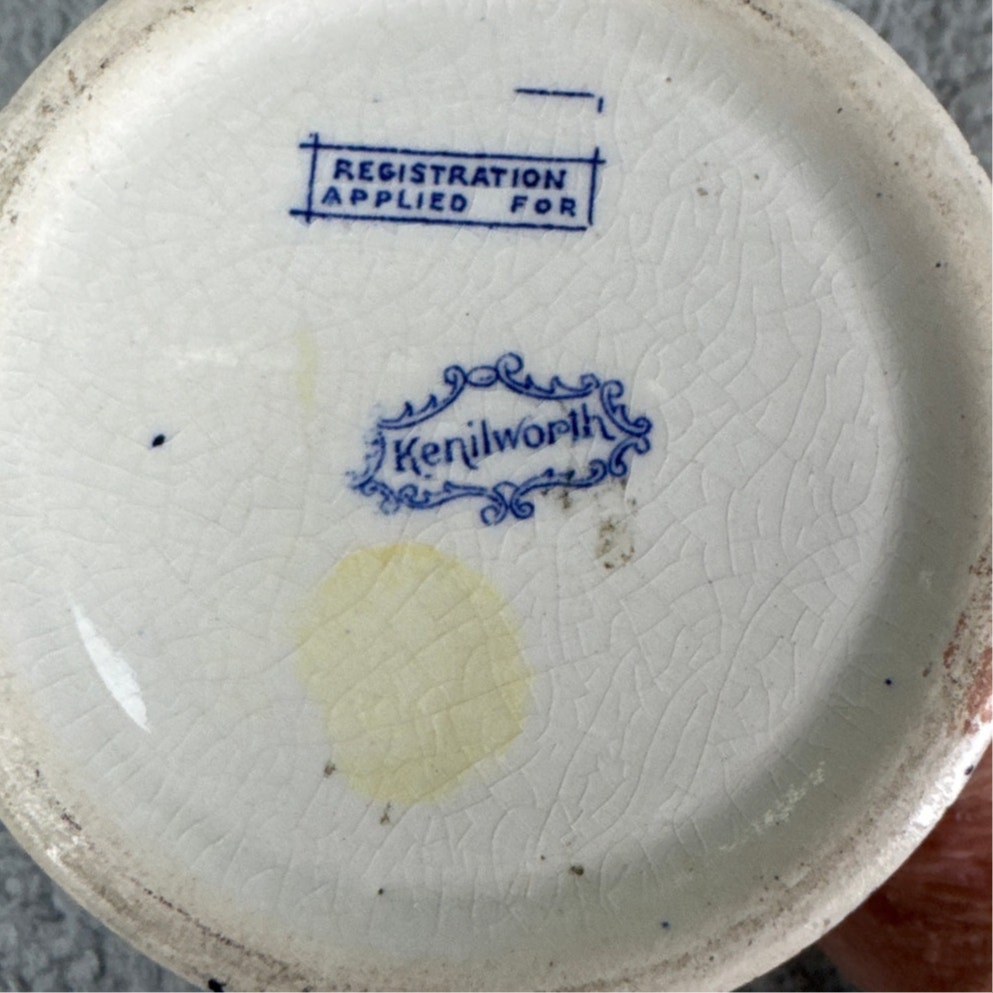 REGISTRATION
APPLIED FOR
Kenilworth